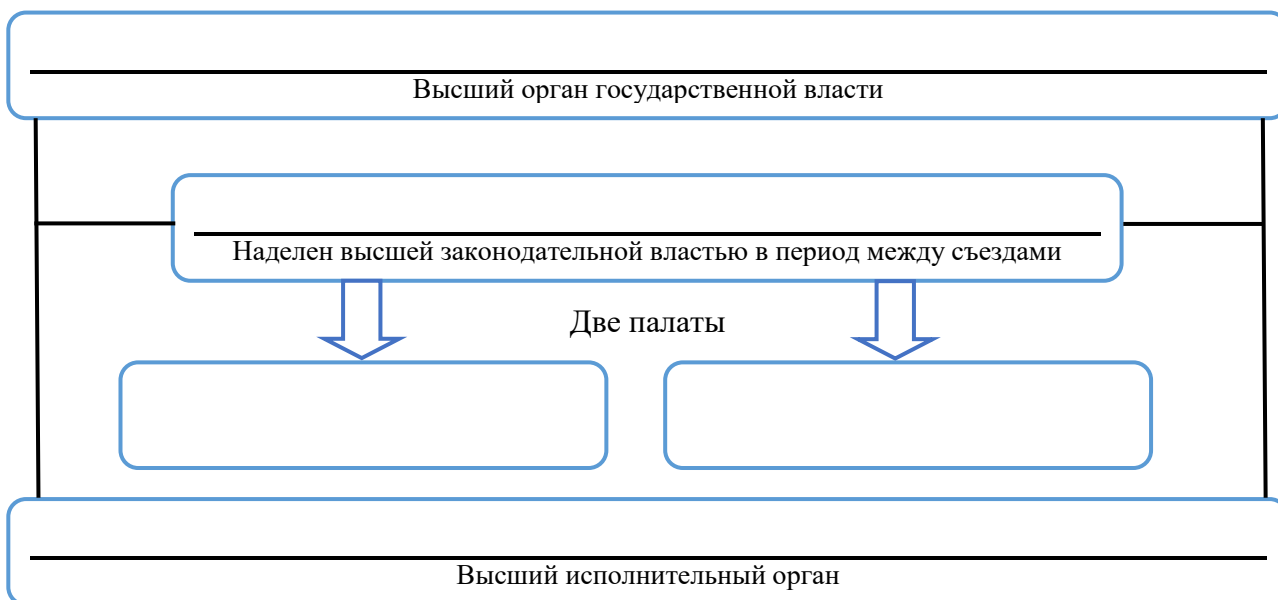 Высший орган государственной власти
Наделен высшей законодательной властью в период между съездами
Две палаты
Высший исполнительный орган